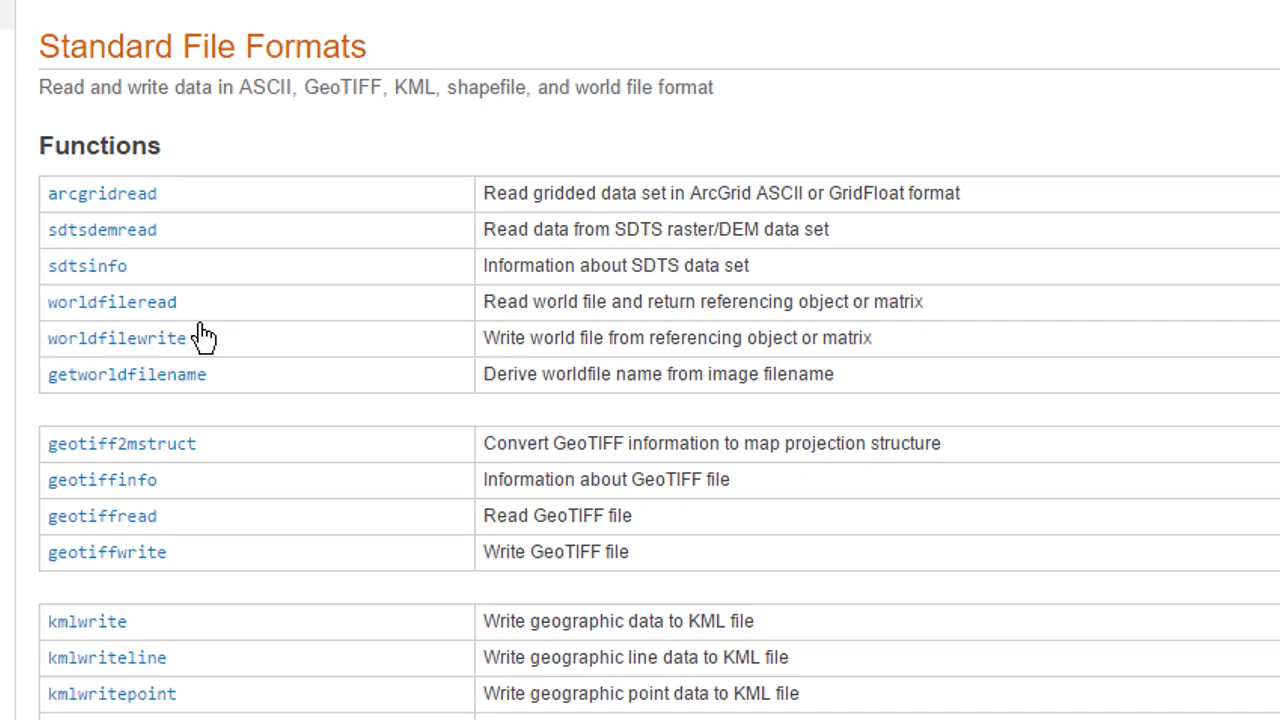 Standard File Formats
Read and write data in ASCII, GeoTIFF, KML, shapefile, and world file format
Functions
arcgridread Read gridded data set in ArcGrid ASCII or GridFloat format
sdtsdemread Read data from SDTS raster/DEM data set
sdtsinfo Information about SDTS data set
worldfileread Read world file and return referencing object or matrix
worldfilewrite Write world file from referencing object or matrix
getworldfilename Derive worldfile name from image filename
geotiff2mstruct Convert GeoTIFF information to map projection structure
geotiffinfo Information about GeoTIFF file
geotiffread Read GeoTIFF file
geotiffwrite Write GeoTIFF file
kmlwrite Write geographic data to KML file
kmlwriteline Write geographic line data to KML file
kmlwritepoint Write geographic point data to KML file